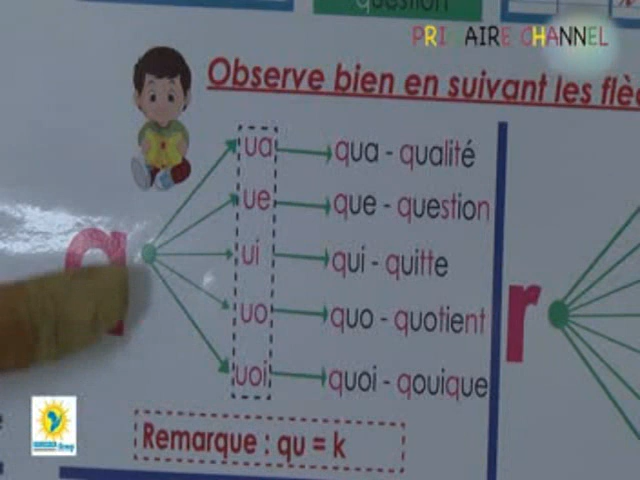 question
PRIMAIRE CHANNEL
Observe bien en suivant les flè
q
ua qua - qualité
ue que - question
ui qui - quitte
uo quo - quotient
uoi quoi - qouique
r
Remarque : qu = k